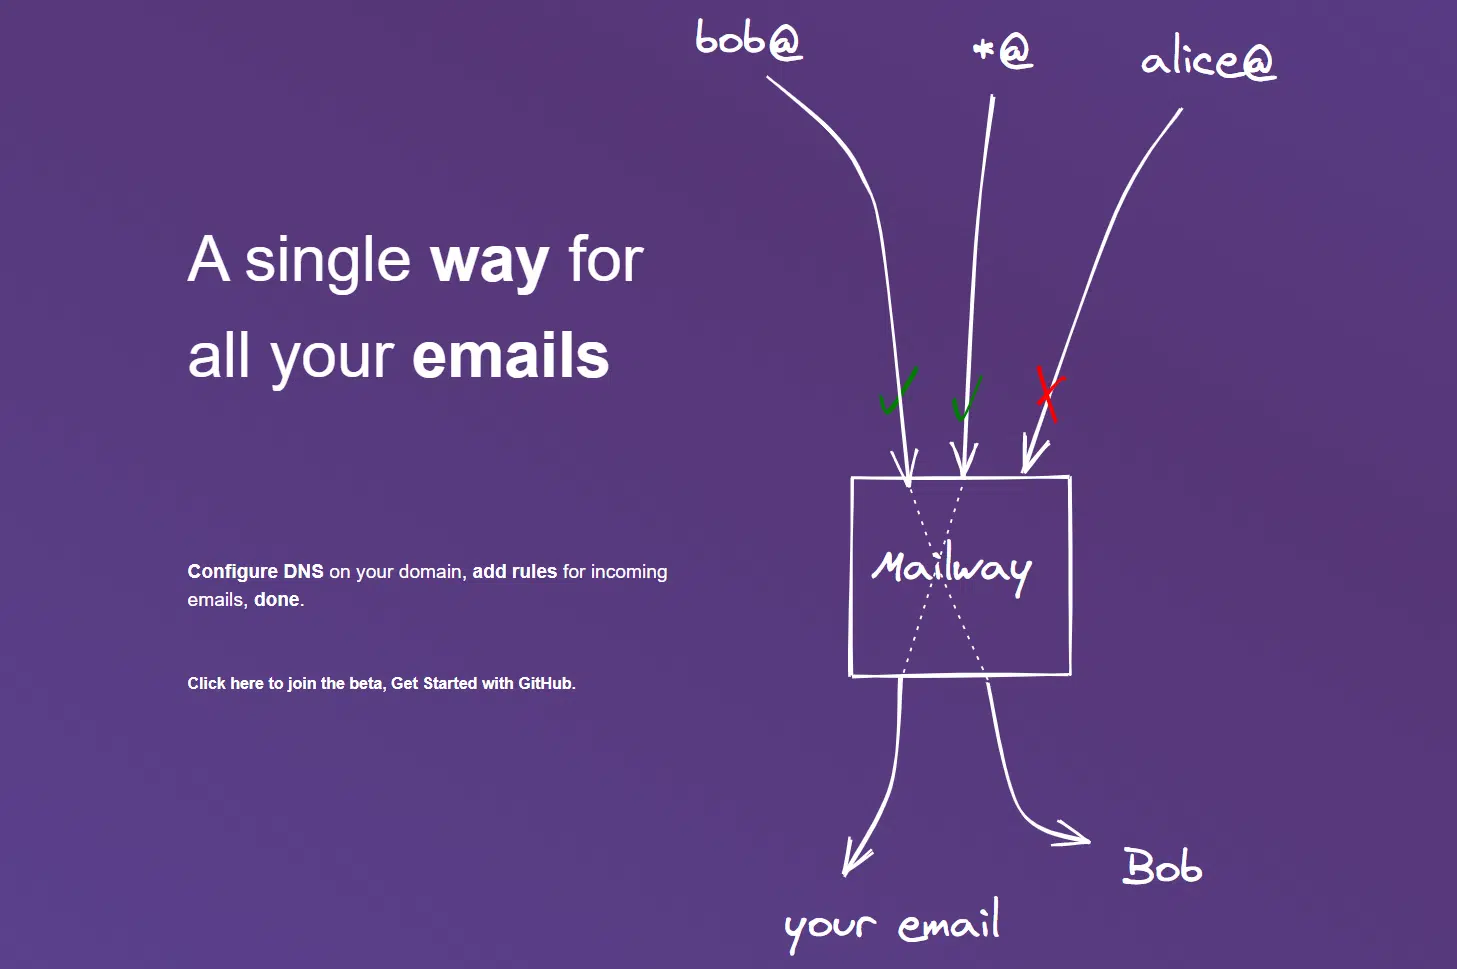 bob@
*@
alice@
A single way for
all your emails
Configure DNS on your domain, add rules for incoming
emails, done.
Click here to join the beta, Get Started with GitHub.
Mailway
Bob
your email